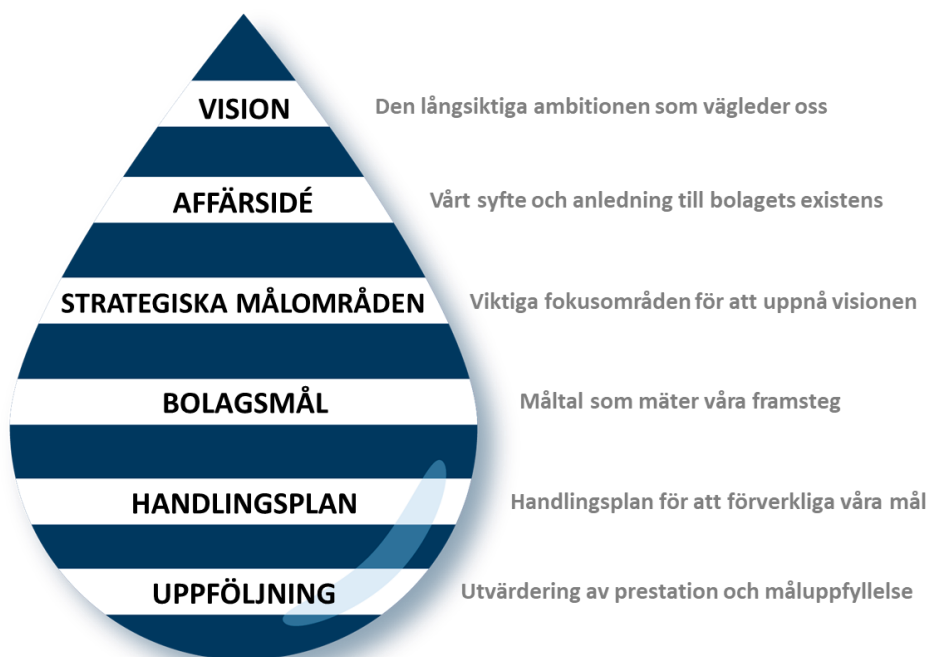 VISION
Den långsiktiga ambitionen som vägleder oss
AFFÄRSIDÉ
Vårt syfte och anledning till bolagets existens
STRATEGISKA MÅLOMRÅDEN
Viktiga fokusområden för att uppnå visionen
BOLAGSMÅL
Måltal som mäter våra framsteg
HANDLINGSPLAN
Handlingsplan för att förverkliga våra mål
UPPFÖLJNING
Utvärdering av prestation och måluppfyllelse